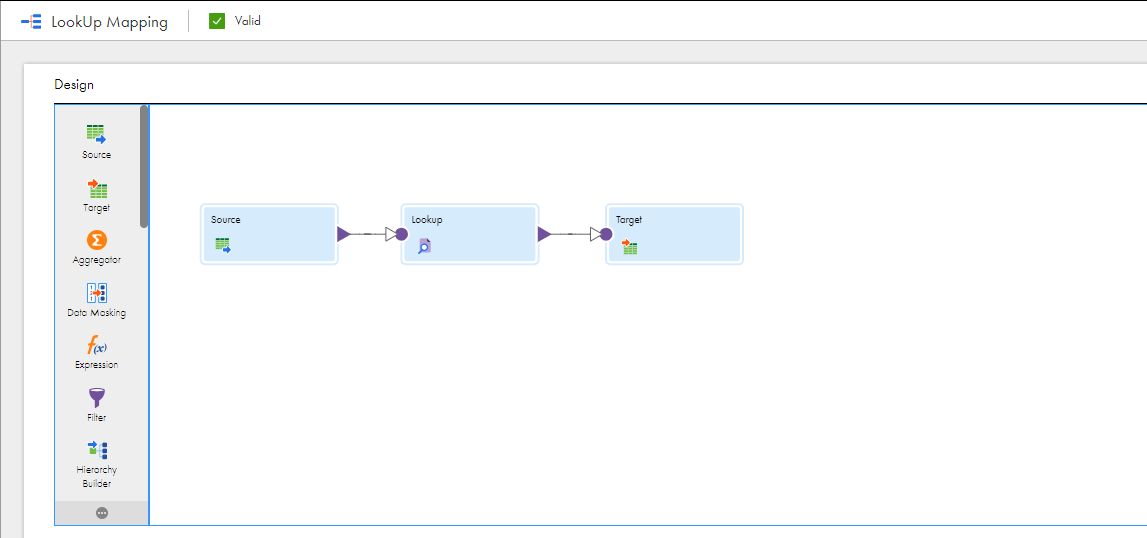 LookUp Mapping
Valid
Design
Source
Target
Aggregator
Data Masking
Expression
Filter
Hierarchy
Builder
Source
Lookup
Target